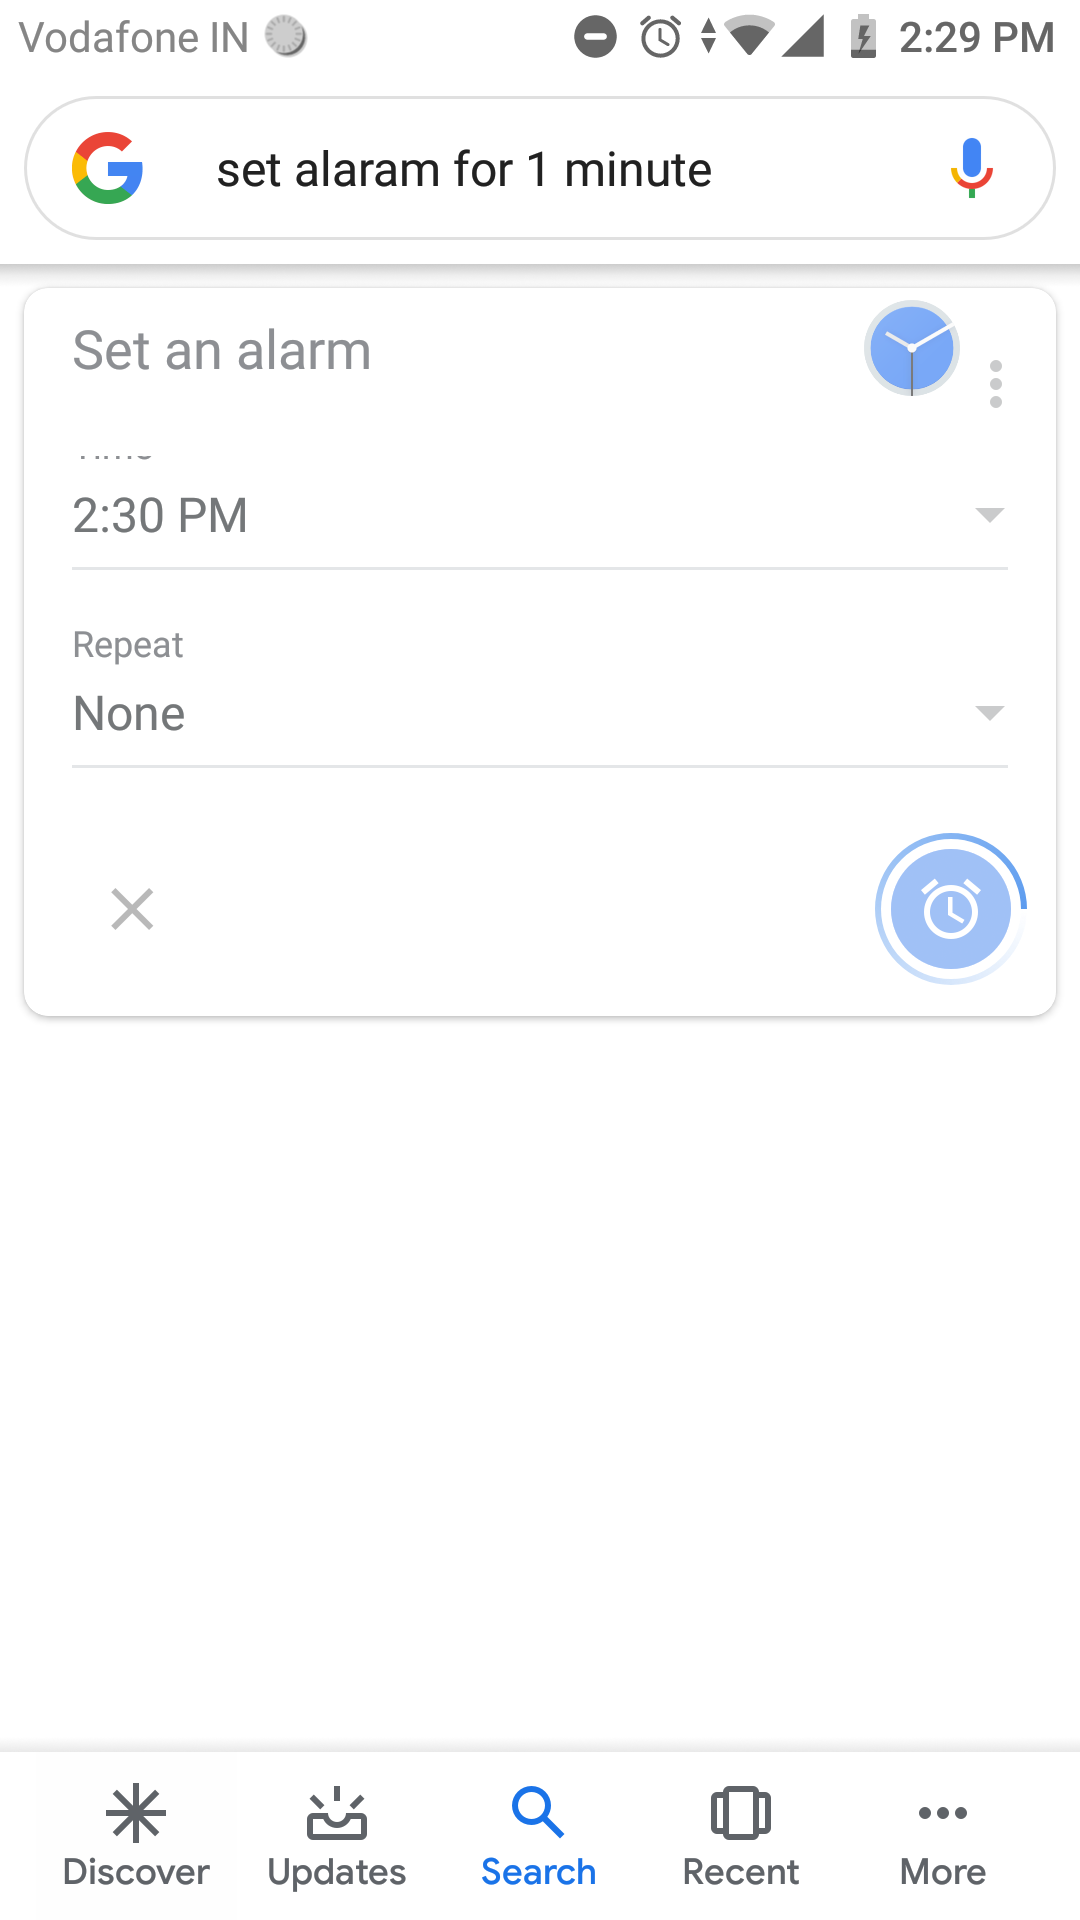 Vodafone IN
2:29 PM
set alaram for 1 minute
Set an alarm
2:30 PM
Repeat
None
Discover
Updates
Search
Recent
More